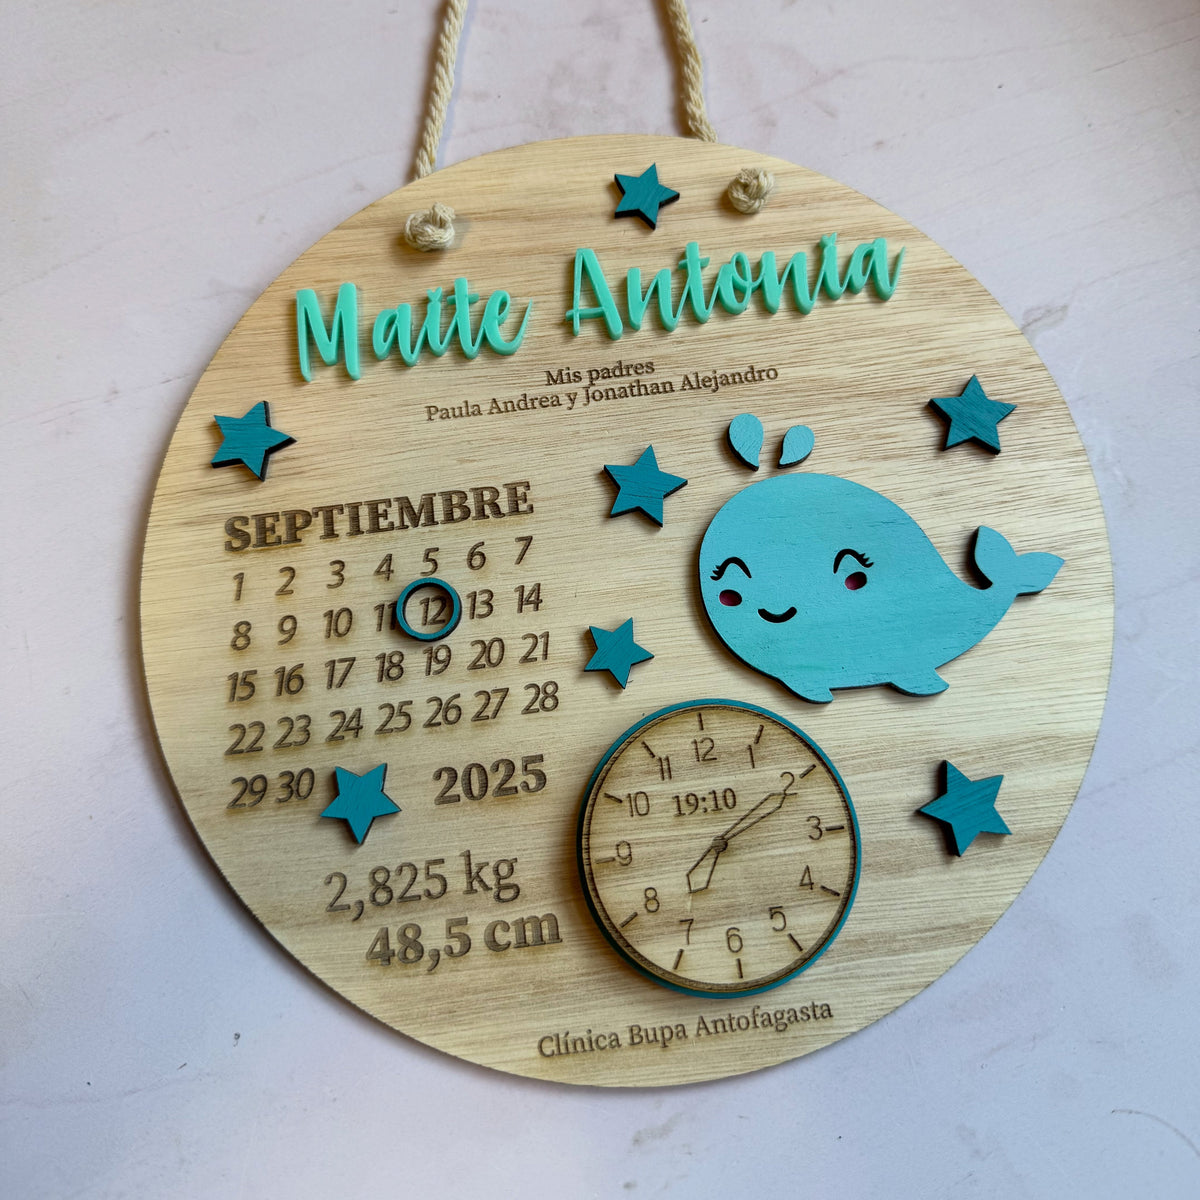 Maite Antonia
Mis padres
Paula Andrea y Jonathan Alejandro
SEPTIEMBRE
1 2 3 4 5 6 7
8 9 10 11 12 13 14
15 16 17 18 19 20 21
22 23 24 25 26 27 28
29 30
2025
2,825 kg
48,5 cm
12
11 1
10 2
19:10
9 3
8 4
7 5
6
Clínica Bupa Antofagasta